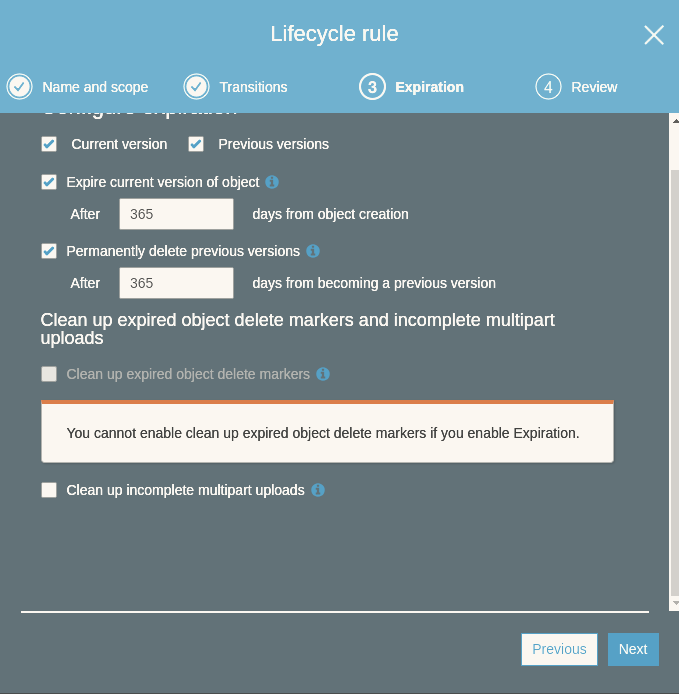 Lifecycle rule
Name and scope
Transitions
3 Expiration
4 Review
Configure expiration
Current version
Previous versions
Expire current version of object
After 365 days from object creation
Permanently delete previous versions
After 365 days from becoming a previous version
Clean up expired object delete markers and incomplete multipart
uploads
Clean up expired object delete markers
You cannot enable clean up expired object delete markers if you enable Expiration.
Clean up incomplete multipart uploads
Previous
Next